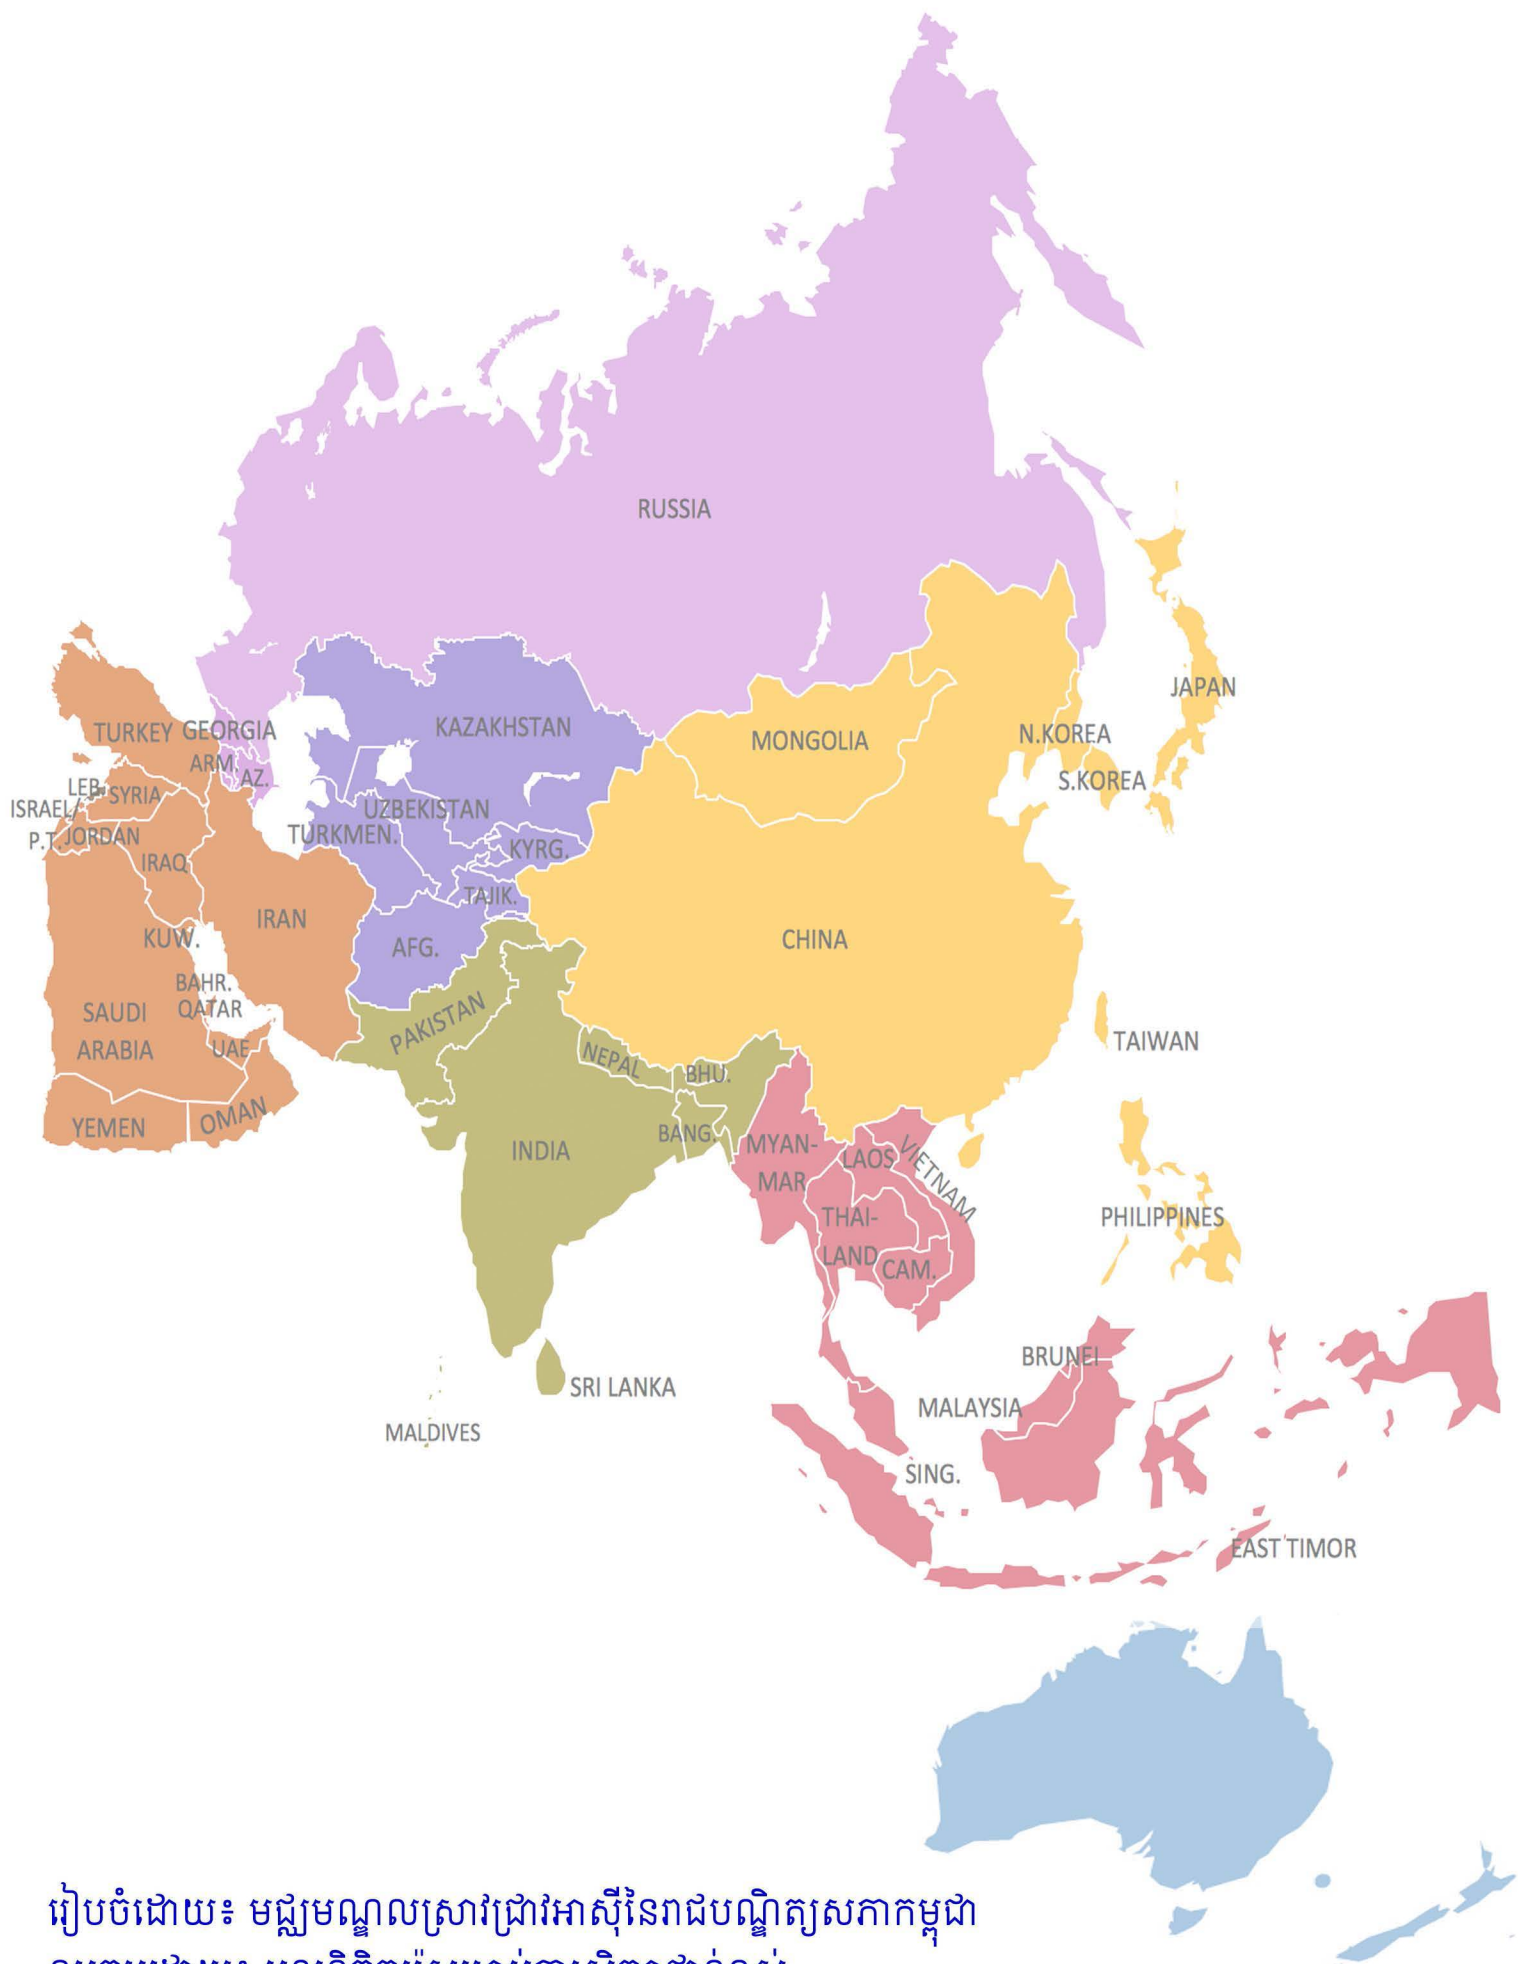 RUSSIA
JAPAN
KAZAKHSTAN
TURKEY GEORGIA
MONGOLIA
N.KOREA
ARM.
AZ.
S.KOREA
LEB.
SYRIA
ISRAEL/
P.T.
JORDAN
UZBEKISTAN
TURKMEN.
KYRG.
IRAQ
TAJIK.
IRAN
KUW.
AFG.
CHINA
BAHR.
QATAR
SAUDI
ARABIA
UAE
PAKISTAN
NEPAL
BHU.
TAIWAN
YEMEN
OMAN
INDIA
BANG.
MYAN-
MAR
LAOS
VIETNAM
THAI-
LAND
CAM.
PHILIPPINES
BRUNEI
SRI LANKA
MALAYSIA
MALDIVES
SING.
EAST TIMOR
រៀបចំដោយ៖ មជ្ឈមណ្ឌលស្រាវជ្រាវអាស៊ីនៃរាជបណ្ឌិត្យសភាកម្ពុជា